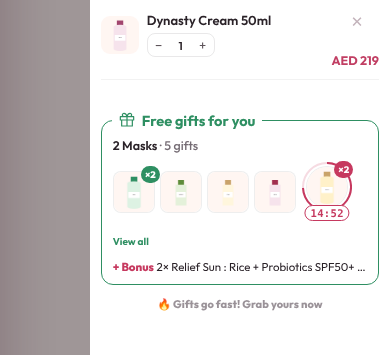 Dynasty Cream 50ml
− 1 +
AED 219
Free gifts for you
2 Masks · 5 gifts
×2
×2
14:52
View all
+ Bonus 2× Relief Sun : Rice + Probiotics SPF50+ ...
🔥 Gifts go fast! Grab yours now